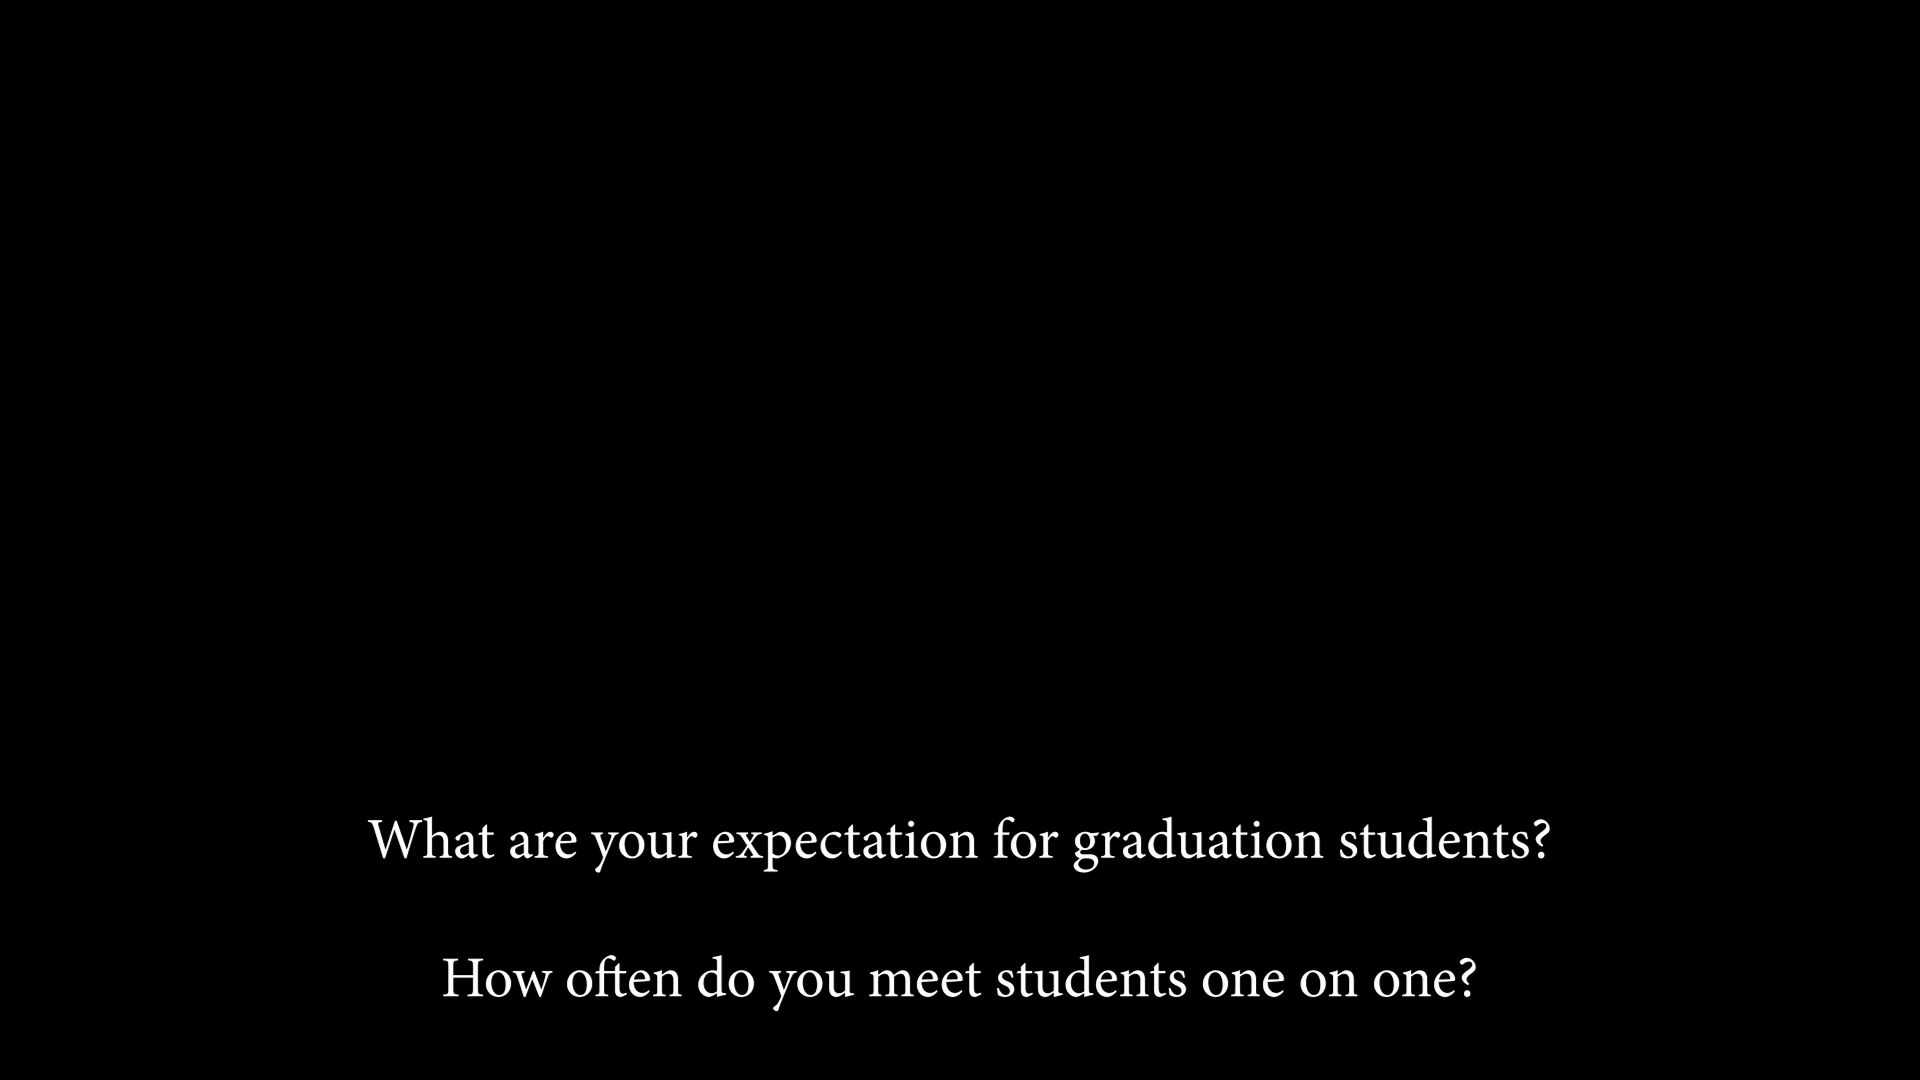 What are your expectation for graduation students?
How often do you meet students one on one?